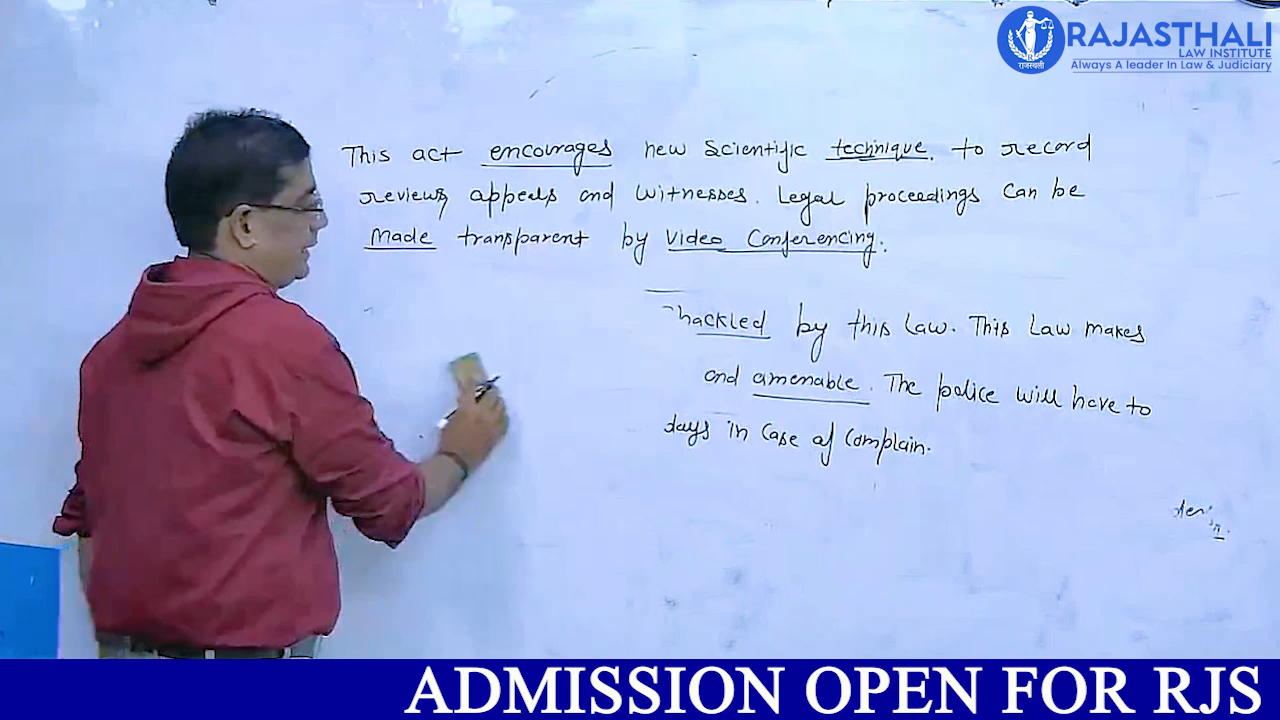 RAJASTHALI
LAW INSTITUTE
राजस्थली
Always A leader In Law & Judiciary
This act encourages new scientific technique. to record
reviews, appeals and witnesses. Legal proceedings can be
Made transparent by Video Conferencing.
hackled by this Law. This Law makes
and amenable. The police will have to
days in case of complain.
ADMISSION OPEN FOR RJS